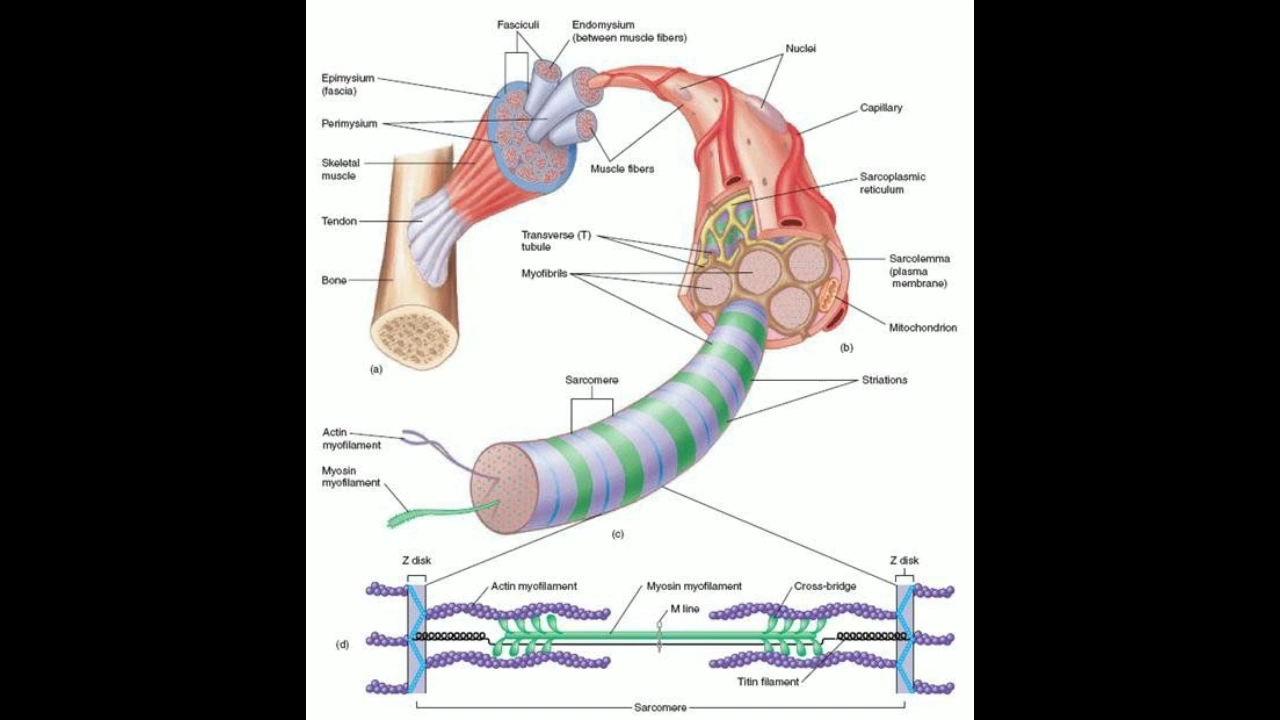 Fasciculi
Endomysium
(between muscle fibers)
Nuclei
Epimysium
(fascia)
Capillary
Perimysium
Skeletal
muscle
Muscle fibers
Sarcoplasmic
reticulum
Tendon
Transverse (T)
tubule
Sarcolemma
(plasma
membrane)
Bone
Myofibrils
Mitochondrion
(b)
(a)
Sarcomere
Striations
Actin
myofilament
Myosin
myofilament
(c)
Z disk
Z disk
Actin myofilament
Myosin myofilament
Cross-bridge
M line
(d)
Titin filament
Sarcomere